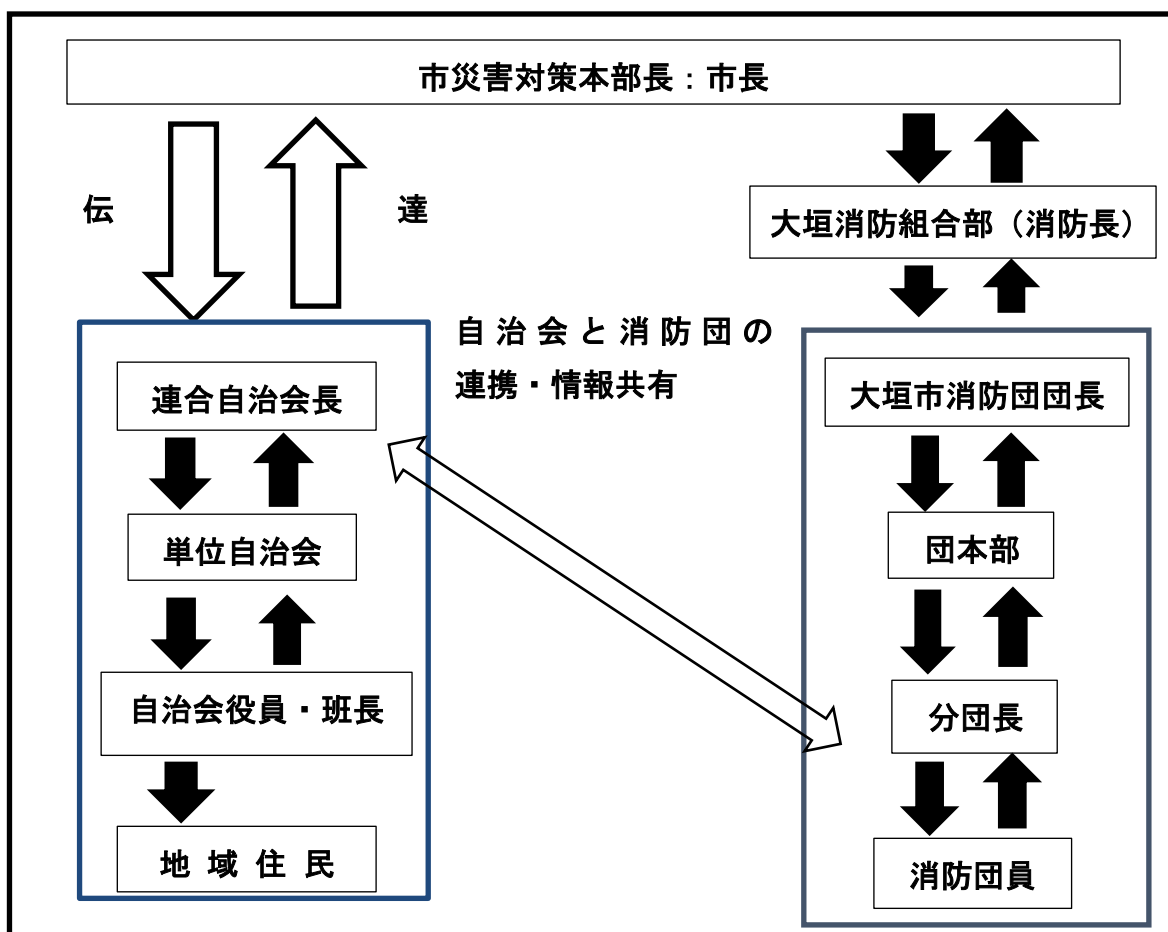 市災害対策本部長：市長
伝 達
大垣消防組合部（消防長）
自治会と消防団の
連携・情報共有
連合自治会長
単位自治会
自治会役員・班長
地域住民
大垣市消防団団長
団本部
分団長
消防団員